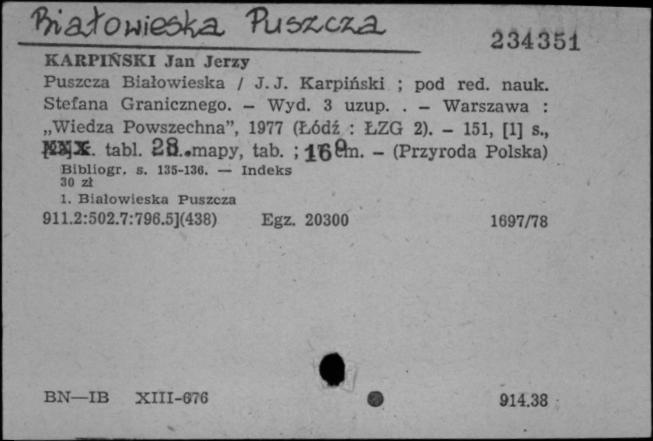 Białowieska Puszcza
234351
KARPIŃSKI Jan Jerzy
Puszcza Białowieska / J. J. Karpiński ; pod red. nauk.
Stefana Granicznego. – Wyd. 3 uzup. . – Warszawa :
„Wiedza Powszechna”, 1977 (Łódź : ŁZG 2). – 151, [1] s.,
tabl. 28 mapy, tab. ; – (Przyroda Polska)
Bibliogr. s. 135-136. — Indeks
30 zł
1. Białowieska Puszcza
911.2:502.7:796.5](438) Egz. 20300 1697/78
BN—IB XIII-676 914.38